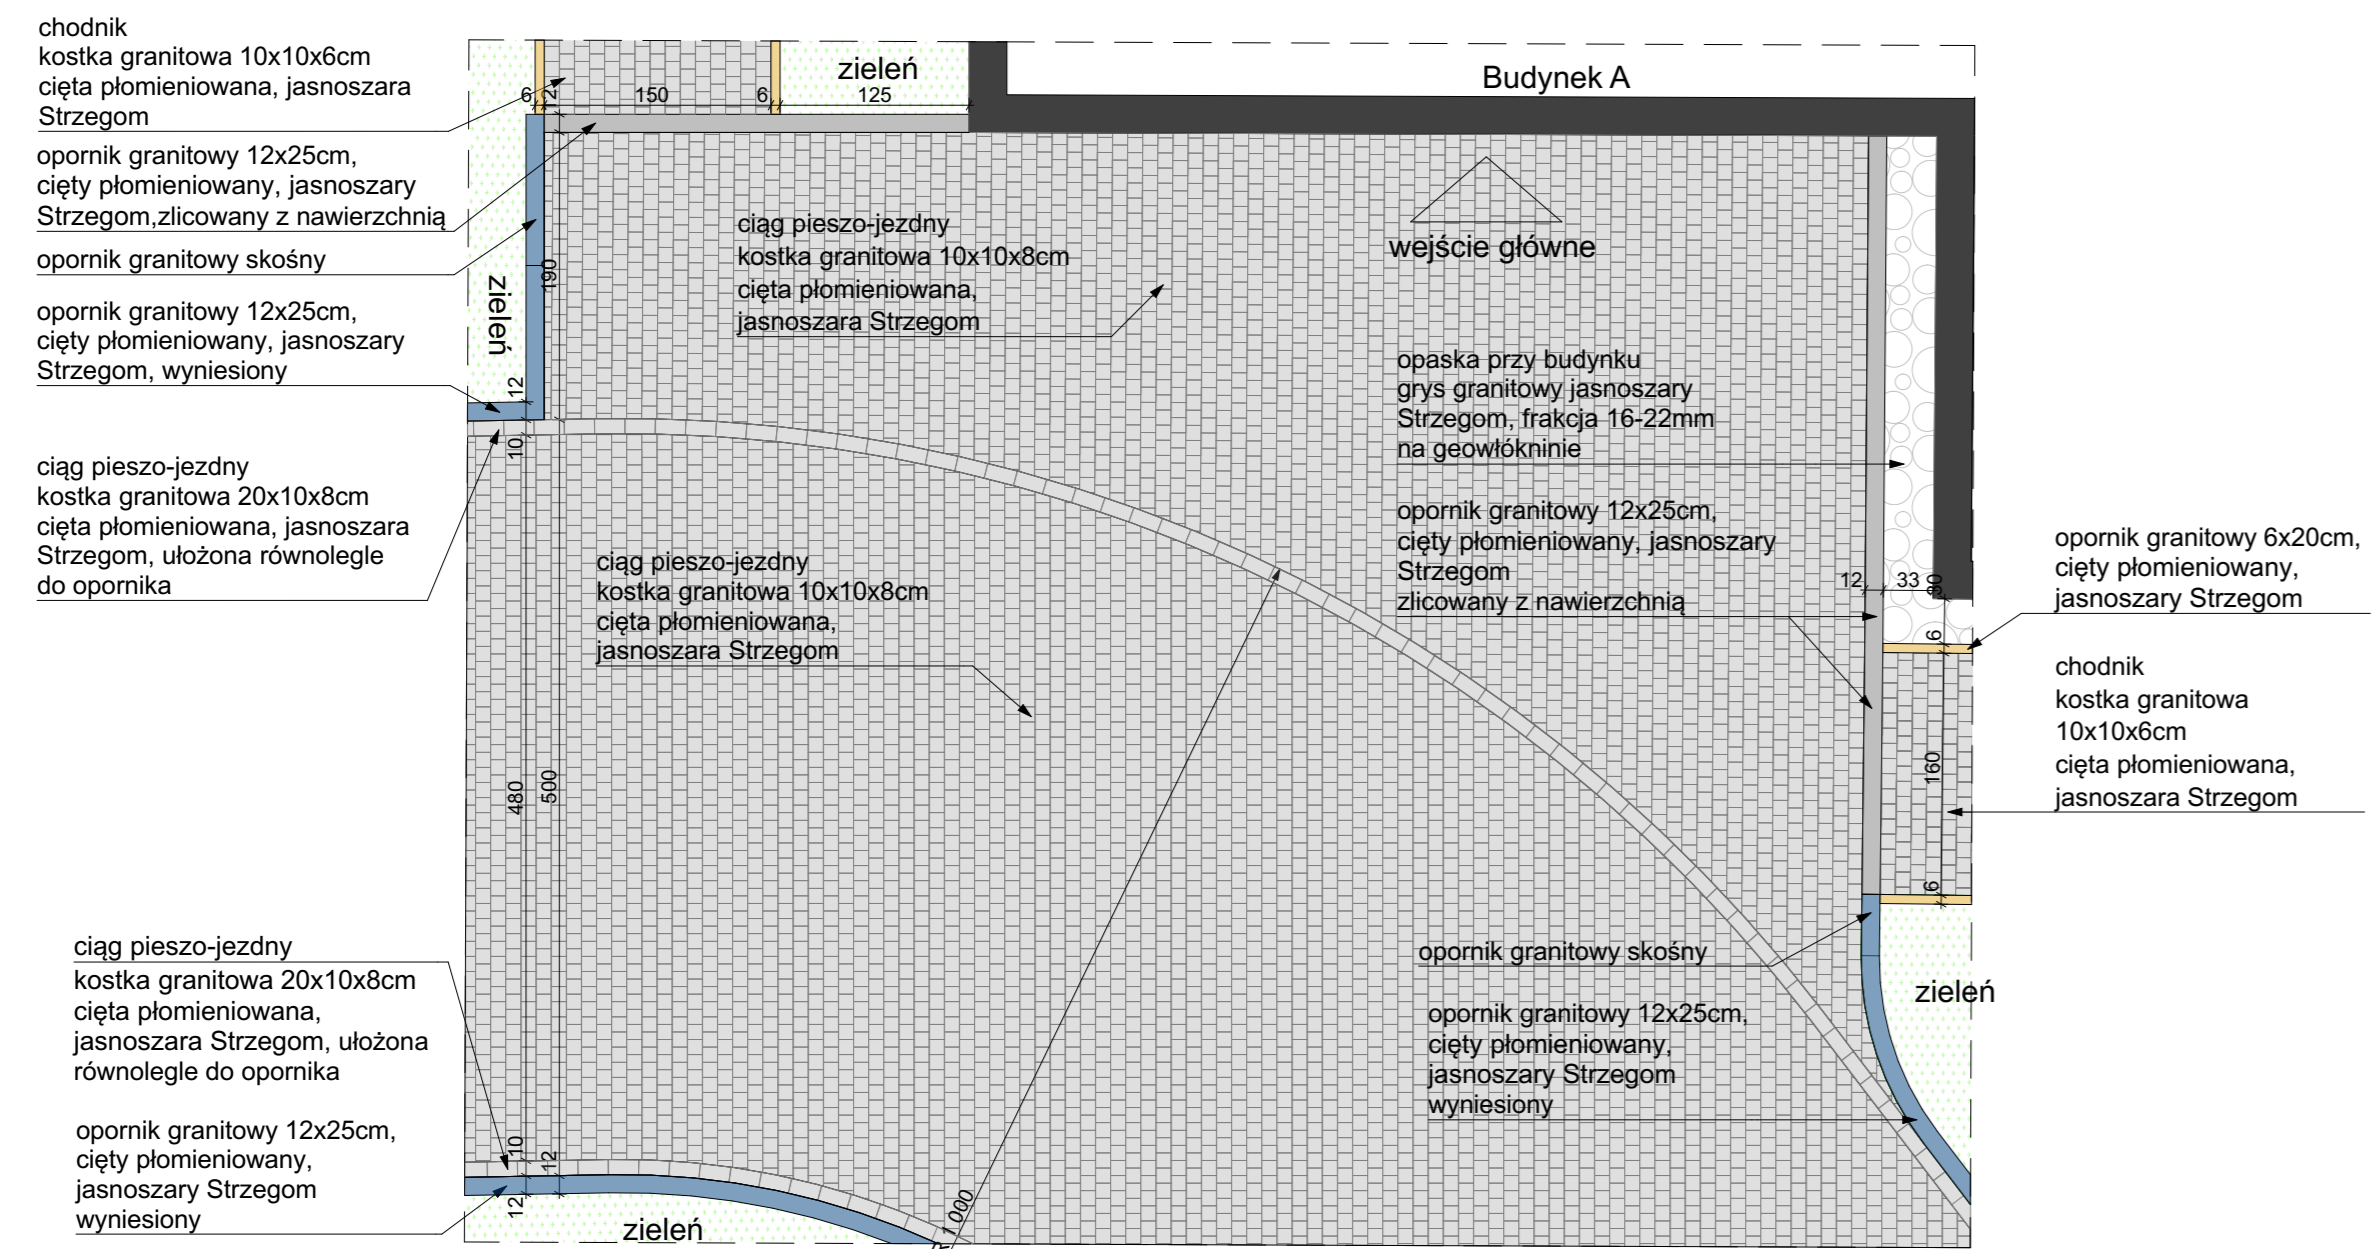 chodnik
kostka granitowa 10x10x6cm
cięta płomieniowana, jasnoszara
Strzegom
opornik granitowy 12x25cm,
cięty płomieniowany, jasnoszary
Strzegom,zlicowany z nawierzchnią
opornik granitowy skośny
opornik granitowy 12x25cm,
cięty płomieniowany, jasnoszary
Strzegom, wyniesiony
ciąg pieszo-jezdny
kostka granitowa 20x10x8cm
cięta płomieniowana, jasnoszara
Strzegom, ułożona równolegle
do opornika
ciąg pieszo-jezdny
kostka granitowa 20x10x8cm
cięta płomieniowana,
jasnoszara Strzegom, ułożona
równolegle do opornika
opornik granitowy 12x25cm,
cięty płomieniowany,
jasnoszary Strzegom
wyniesiony
zieleń
Budynek A
6
150
6
125
zieleń
190
12
10
480
500
10
12
12
zieleń
1000
ciąg pieszo-jezdny
kostka granitowa 10x10x8cm
cięta płomieniowana,
jasnoszara Strzegom
wejście główne
ciąg pieszo-jezdny
kostka granitowa 10x10x8cm
cięta płomieniowana,
jasnoszara Strzegom
opaska przy budynku
grys granitowy jasnoszary
Strzegom, frakcja 16-22mm
na geowłókninie
opornik granitowy 12x25cm,
cięty płomieniowany, jasnoszary
Strzegom
zlicowany z nawierzchnią
12
33
30
6
160
6
opornik granitowy skośny
opornik granitowy 12x25cm,
cięty płomieniowany,
jasnoszary Strzegom
wyniesiony
zieleń
opornik granitowy 6x20cm,
cięty płomieniowany,
jasnoszary Strzegom
chodnik
kostka granitowa
10x10x6cm
cięta płomieniowana,
jasnoszara Strzegom